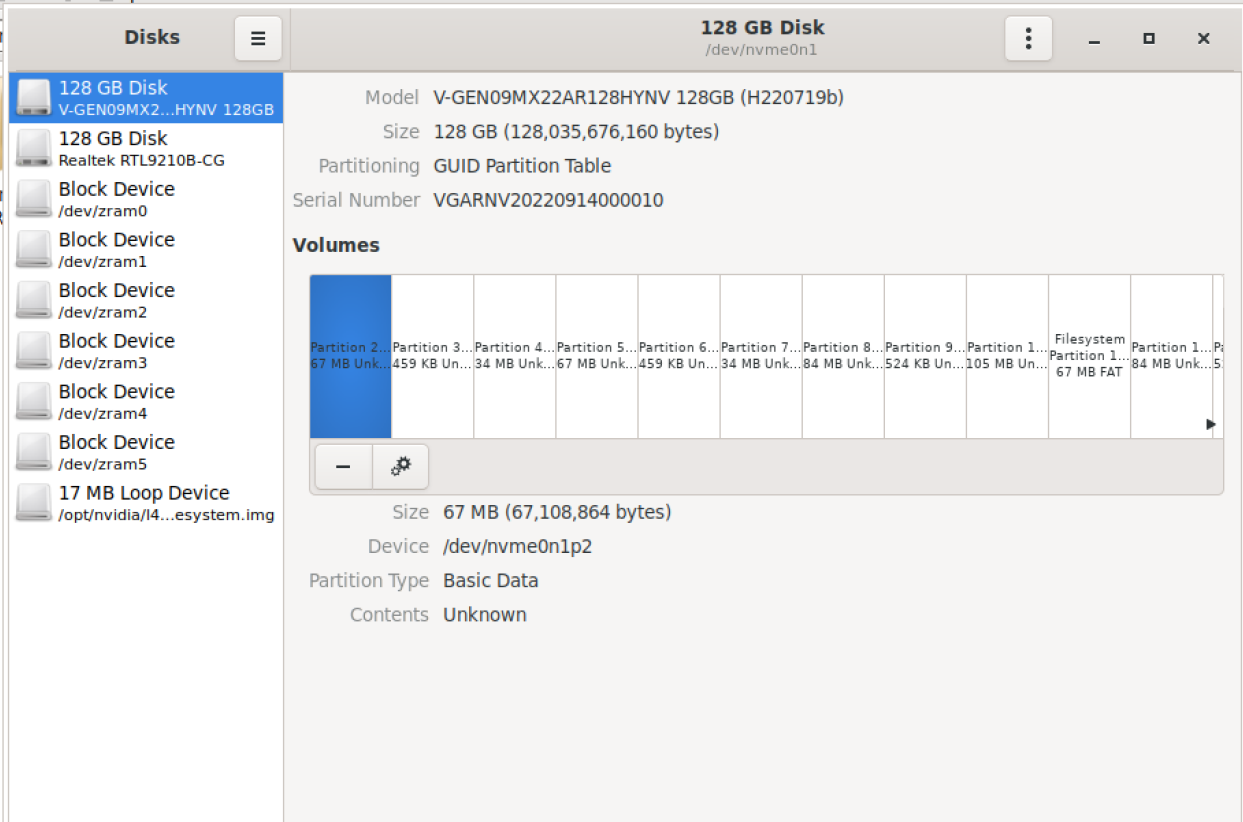 Disks
128 GB Disk
/dev/nvme0n1
128 GB Disk
V-GEN09MX2...HYNV 128GB
128 GB Disk
Realtek RTL9210B-CG
Block Device
/dev/zram0
Block Device
/dev/zram1
Block Device
/dev/zram2
Block Device
/dev/zram3
Block Device
/dev/zram4
Block Device
/dev/zram5
17 MB Loop Device
/opt/nvidia/l4...esystem.img
Model V-GEN09MX22AR128HYNV 128GB (H220719b)
Size 128 GB (128,035,676,160 bytes)
Partitioning GUID Partition Table
Serial Number VGARNV20220914000010
Volumes
Partition 2...
67 MB Unk...
Partition 3...
459 KB Un...
Partition 4...
34 MB Unk...
Partition 5...
67 MB Unk...
Partition 6...
459 KB Un...
Partition 7...
34 MB Unk...
Partition 8...
84 MB Unk...
Partition 9...
524 KB Un...
Partition 1...
105 MB Un...
Filesystem
Partition 1...
67 MB FAT
Partition 1...
84 MB Unk...
Size 67 MB (67,108,864 bytes)
Device /dev/nvme0n1p2
Partition Type Basic Data
Contents Unknown